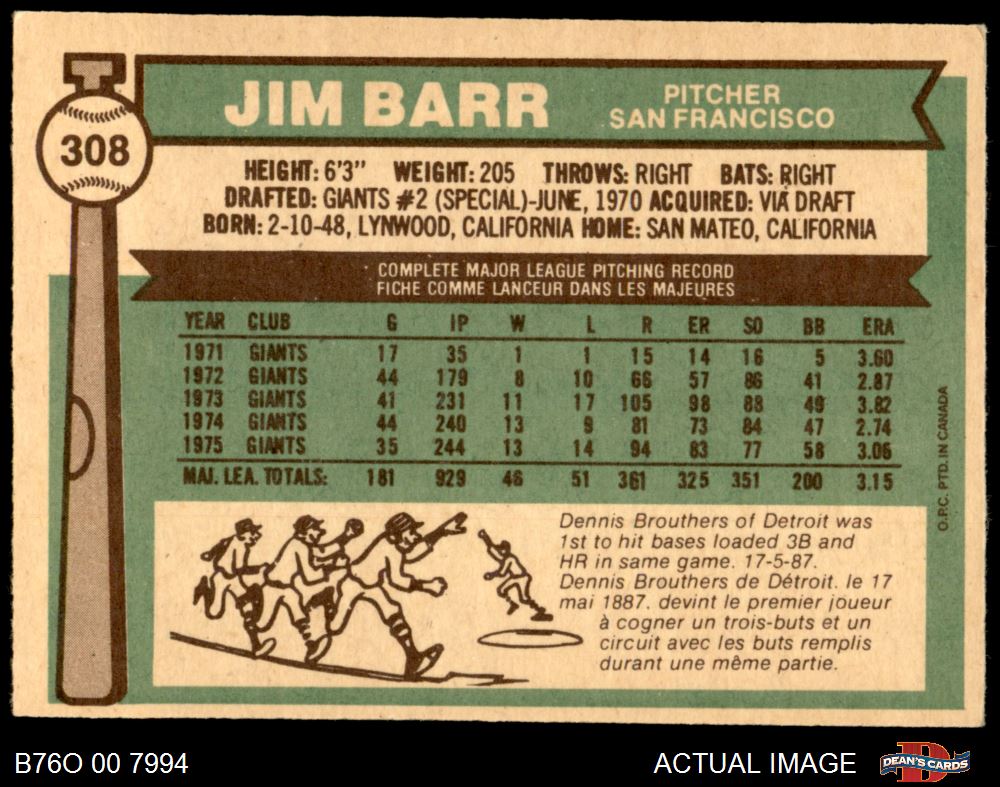 JIM BARR
PITCHER
SAN FRANCISCO
308
HEIGHT: 6'3" WEIGHT: 205 THROWS: RIGHT BATS: RIGHT
DRAFTED: GIANTS #2 (SPECIAL)-JUNE, 1970 ACQUIRED: VIA DRAFT
BORN: 2-10-48, LYNWOOD, CALIFORNIA HOME: SAN MATEO, CALIFORNIA
COMPLETE MAJOR LEAGUE PITCHING RECORD
FICHE COMME LANCEUR DANS LES MAJEURES
YEAR CLUB G IP W L R ER SO BB ERA
1971 GIANTS 17 35 1 1 15 14 16 5 3.60
1972 GIANTS 44 179 8 10 66 57 86 41 2.87
1973 GIANTS 41 231 11 17 105 98 88 49 3.82
1974 GIANTS 44 240 13 9 81 73 84 47 2.74
1975 GIANTS 35 244 13 14 94 83 77 58 3.06
MAJ. LEA. TOTALS: 181 929 46 51 361 325 351 200 3.15
O.P.C. PTD. IN CANADA
Dennis Brouthers of Detroit was
1st to hit bases loaded 3B and
HR in same game. 17-5-87.
Dennis Brouthers de Détroit. le 17
mai 1887. devint le premier joueur
à cogner un trois-buts et un
circuit avec les buts remplis
durant une même partie.
B76O 00 7994
ACTUAL IMAGE
DEAN'S CARDS